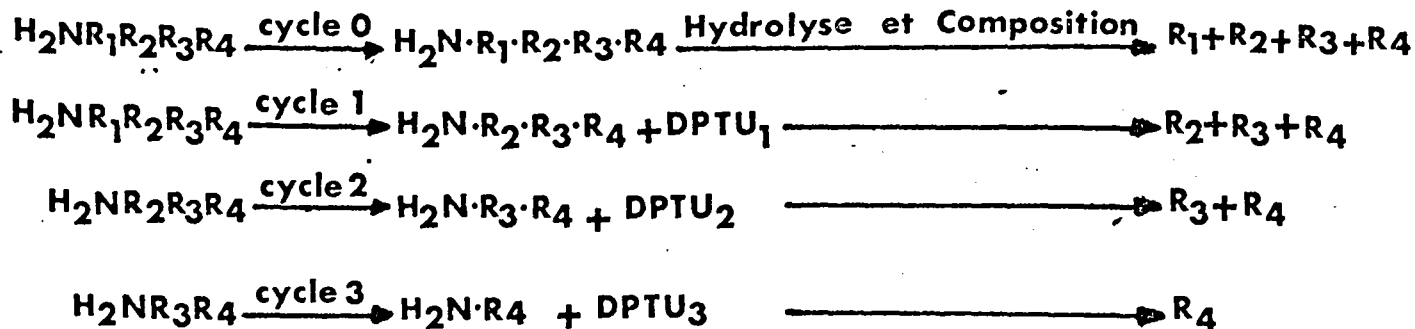 H₂NR₁R₂R₃R₄ cycle 0 H₂N·R₁·R₂·R₃·R₄ Hydrolyse et Composition R₁+R₂+R₃+R₄
H₂NR₁R₂R₃R₄ cycle 1 H₂N·R₂·R₃·R₄ +DPTU₁ R₂+R₃+R₄
H₂NR₂R₃R₄ cycle 2 H₂N·R₃·R₄ + DPTU₂ R₃+R₄
H₂NR₃R₄ cycle 3 H₂N·R₄ + DPTU₃ R₄